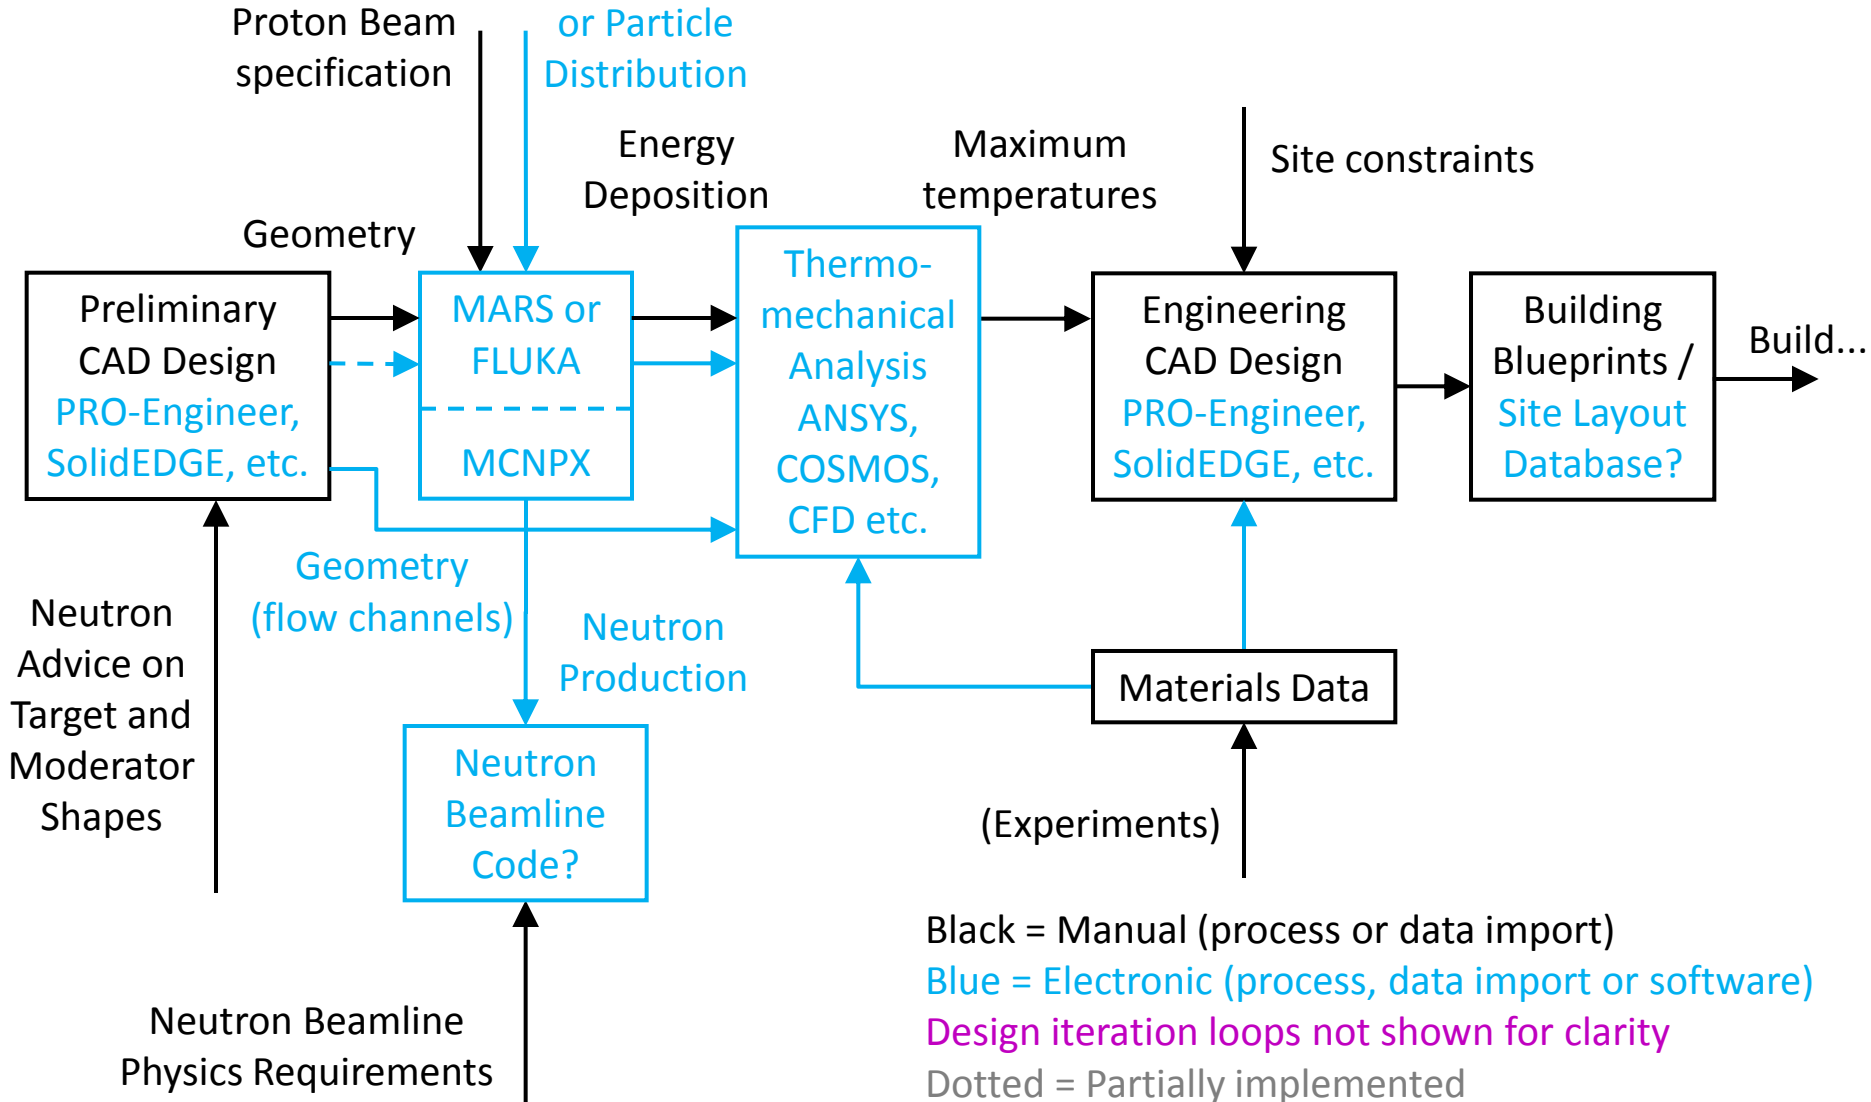 Proton Beam
specification
or Particle
Distribution
Energy
Deposition
Maximum
temperatures
Site constraints
Geometry
Preliminary
CAD Design
PRO-Engineer,
SolidEDGE, etc.
MARS or
FLUKA
MCNPX
Thermo-
mechanical
Analysis
ANSYS,
COSMOS,
CFD etc.
Engineering
CAD Design
PRO-Engineer,
SolidEDGE, etc.
Building
Blueprints /
Site Layout
Database?
Build...
Geometry
(flow channels)
Neutron
Advice on
Target and
Moderator
Shapes
Neutron
Production
Materials Data
Neutron
Beamline
Code?
(Experiments)
Neutron Beamline
Physics Requirements
Black = Manual (process or data import)
Blue = Electronic (process, data import or software)
Design iteration loops not shown for clarity
Dotted = Partially implemented